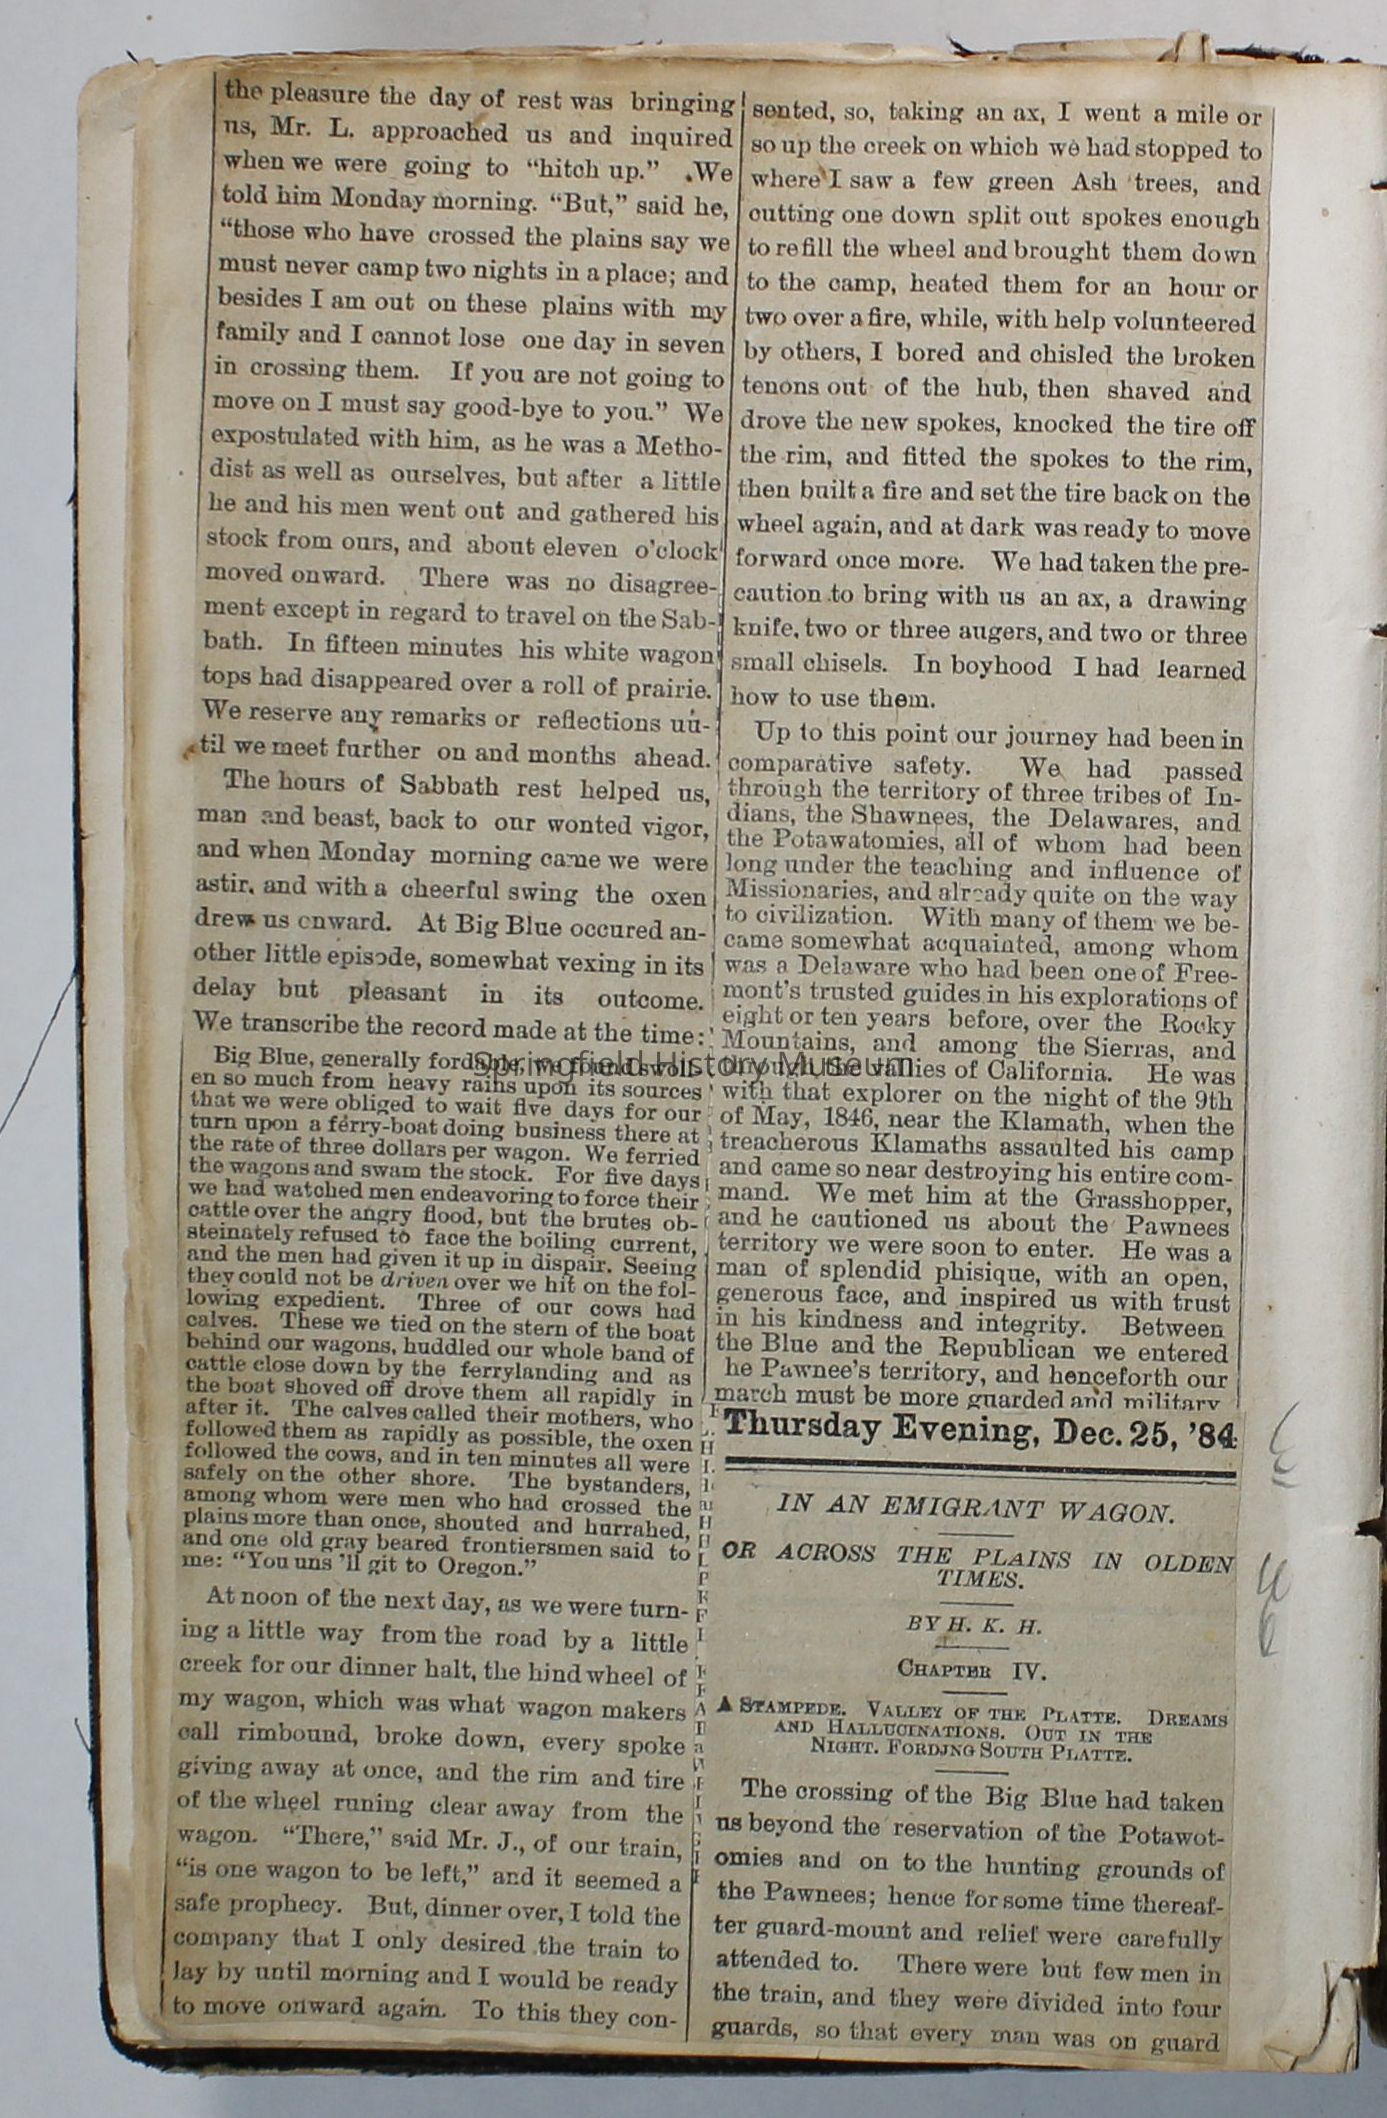 the pleasure the day of rest was bringing
us, Mr. L. approached us and inquired
when we were going to "hitch up." We
told him Monday morning. "But," said he,
"those who have crossed the plains say we
must never camp two nights in a place; and
besides I am out on these plains with my
family and I cannot lose one day in seven
in crossing them. If you are not going to
move on I must say good-bye to you." We
expostulated with him, as he was a Metho-
dist as well as ourselves, but after a little
he and his men went out and gathered his
stock from ours, and about eleven o'clock
moved onward. There was no disagree-
ment except in regard to travel on the Sab-
bath. In fifteen minutes his white wagon
tops had disappeared over a roll of prairie.
We reserve any remarks or reflections un-
til we meet further on and months ahead.
The hours of Sabbath rest helped us,
man and beast, back to our wonted vigor,
and when Monday morning came we were
astir, and with a cheerful swing the oxen
drew us onward. At Big Blue occured an-
other little episode, somewhat vexing in its
delay but pleasant in its outcome.
We transcribe the record made at the time:
Big Blue, generally fordable, we found swoll-
en so much from heavy rains upon its sources
that we were obliged to wait five days for our
turn upon a ferry-boat doing business there at
the rate of three dollars per wagon. We ferried
the wagons and swam the stock. For five days
we had watched men endeavoring to force their
cattle over the angry flood, but the brutes ob-
steinately refused to face the boiling current,
and the men had given it up in dispair. Seeing
they could not be driven over we hit on the fol-
lowing expedient. Three of our cows had
calves. These we tied on the stern of the boat
behind our wagons, huddled our whole band of
cattle close down by the ferrylanding and as
the boat shoved off drove them all rapidly in
after it. The calves called their mothers, who
followed them as rapidly as possible, the oxen
followed the cows, and in ten minutes all were
safely on the other shore. The bystanders,
among whom were men who had crossed the
plains more than once, shouted and hurrahed,
and one old gray beared frontiersmen said to
me: "You uns 'll git to Oregon."
At noon of the next day, as we were turn-
ing a little way from the road by a little
creek for our dinner halt, the hind wheel of
my wagon, which was what wagon makers
call rimbound, broke down, every spoke
giving away at once, and the rim and tire
of the wheel runing clear away from the
wagon. "There," said Mr. J., of our train,
"is one wagon to be left," and it seemed a
safe prophecy. But, dinner over, I told the
company that I only desired the train to
lay by until morning and I would be ready
to move onward again. To this they con-
sented, so, taking an ax, I went a mile or
so up the creek on which we had stopped to
where I saw a few green Ash trees, and
cutting one down split out spokes enough
to refill the wheel and brought them down
to the camp, heated them for an hour or
two over a fire, while, with help volunteered
by others, I bored and chisled the broken
tenons out of the hub, then shaved and
drove the new spokes, knocked the tire off
the rim, and fitted the spokes to the rim,
then built a fire and set the tire back on the
wheel again, and at dark was ready to move
forward once more. We had taken the pre-
caution to bring with us an ax, a drawing
knife, two or three augers, and two or three
small chisels. In boyhood I had learned
how to use them.
Up to this point our journey had been in
comparative safety. We had passed
through the territory of three tribes of In-
dians, the Shawnees, the Delawares, and
the Potawatomies, all of whom had been
long under the teaching and influence of
Missionaries, and already quite on the way
to civilization. With many of them we be-
came somewhat acquainted, among whom
was a Delaware who had been one of Free-
mont's trusted guides in his explorations of
eight or ten years before, over the Rocky
Mountains, and among the Sierras, and
through the vallies of California. He was
with that explorer on the night of the 9th
of May, 1846, near the Klamath, when the
treacherous Klamaths assaulted his camp
and came so near destroying his entire com-
mand. We met him at the Grasshopper,
and he cautioned us about the Pawnees
territory we were soon to enter. He was a
man of splendid phisique, with an open,
generous face, and inspired us with trust
in his kindness and integrity. Between
the Blue and the Republican we entered
he Pawnee's territory, and henceforth our
march must be more guarded and military
Thursday Evening, Dec. 25, '84
IN AN EMIGRANT WAGON.
OR ACROSS THE PLAINS IN OLDEN
TIMES.
BY H. K. H.
CHAPTER IV.
A STAMPEDE. VALLEY OF THE PLATTE. DREAMS
AND HALLUCINATIONS. OUT IN THE
NIGHT. FORDING SOUTH PLATTE.
The crossing of the Big Blue had taken
us beyond the reservation of the Potawot-
omies and on to the hunting grounds of
the Pawnees; hence for some time thereaf-
ter guard-mount and relief were carefully
attended to. There were but few men in
the train, and they were divided into four
guards, so that every man was on guard
Springfield History Museum